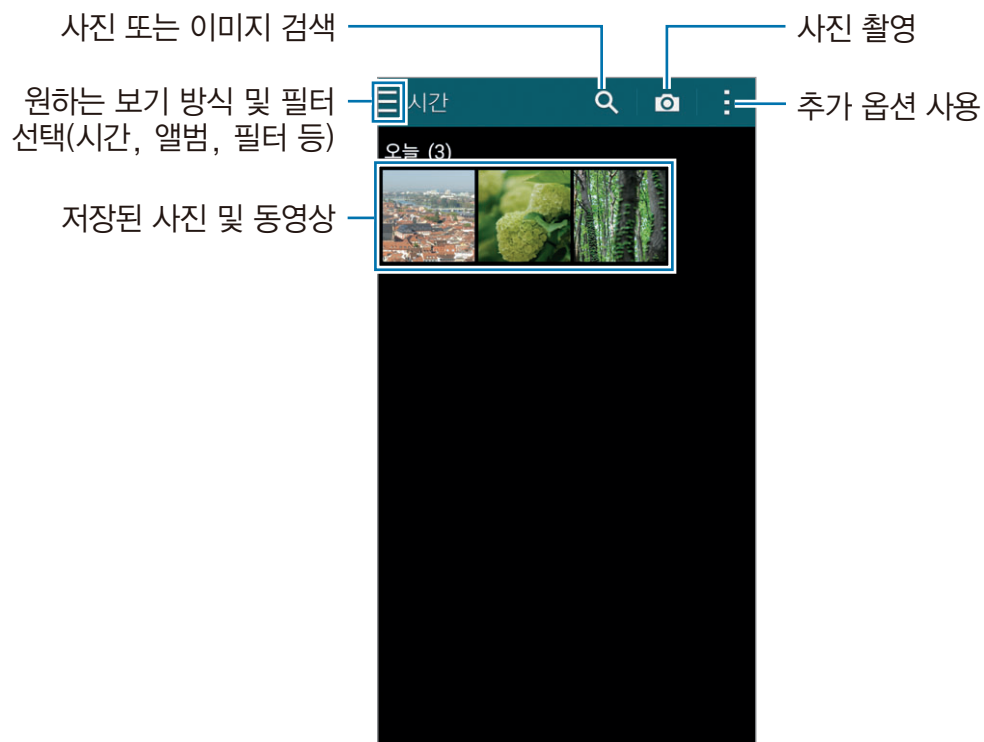 사진 또는 이미지 검색
사진 촬영
원하는 보기 방식 및 필터
선택(시간, 앨범, 필터 등)
시간
추가 옵션 사용
오늘 (3)
저장된 사진 및 동영상